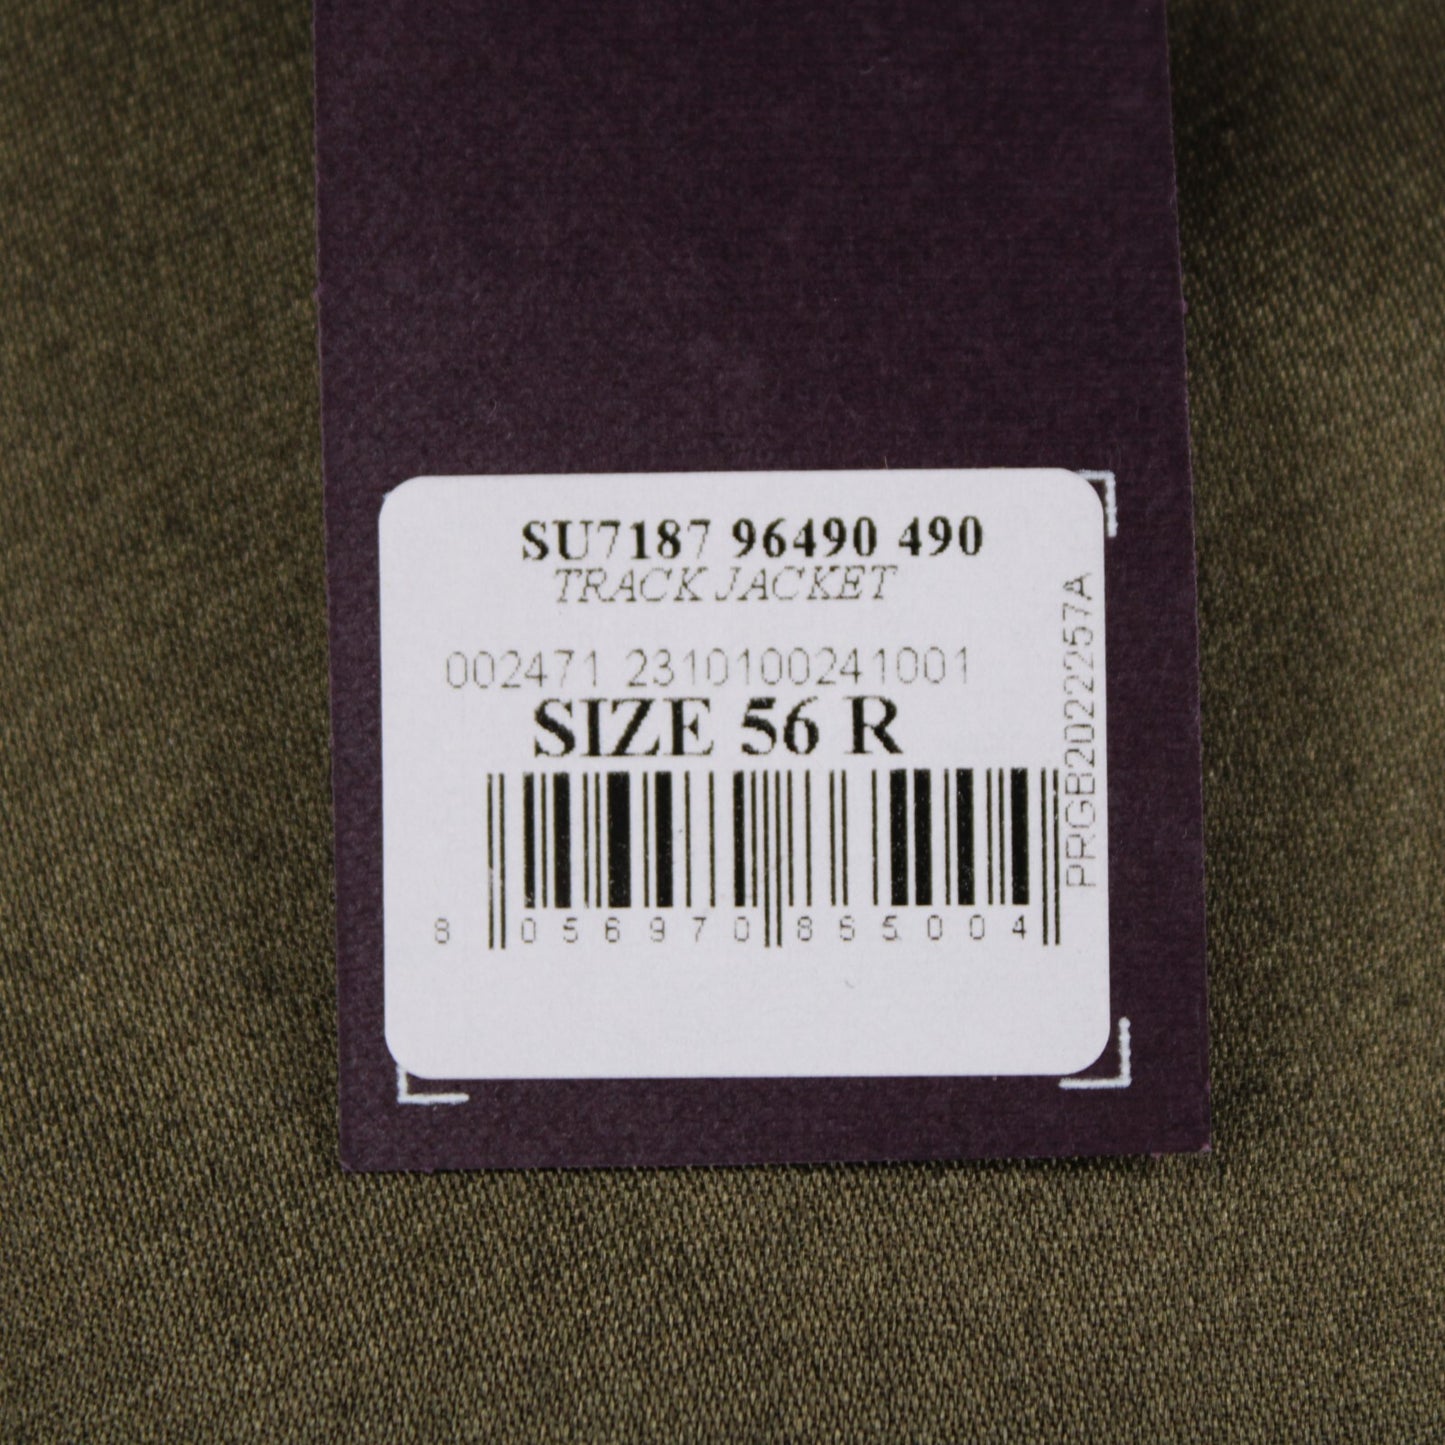 SU7187 96490 490
TRACK JACKET
002471 2310100241001
SIZE 56 R
8 056970 865004
PRGB2022257A